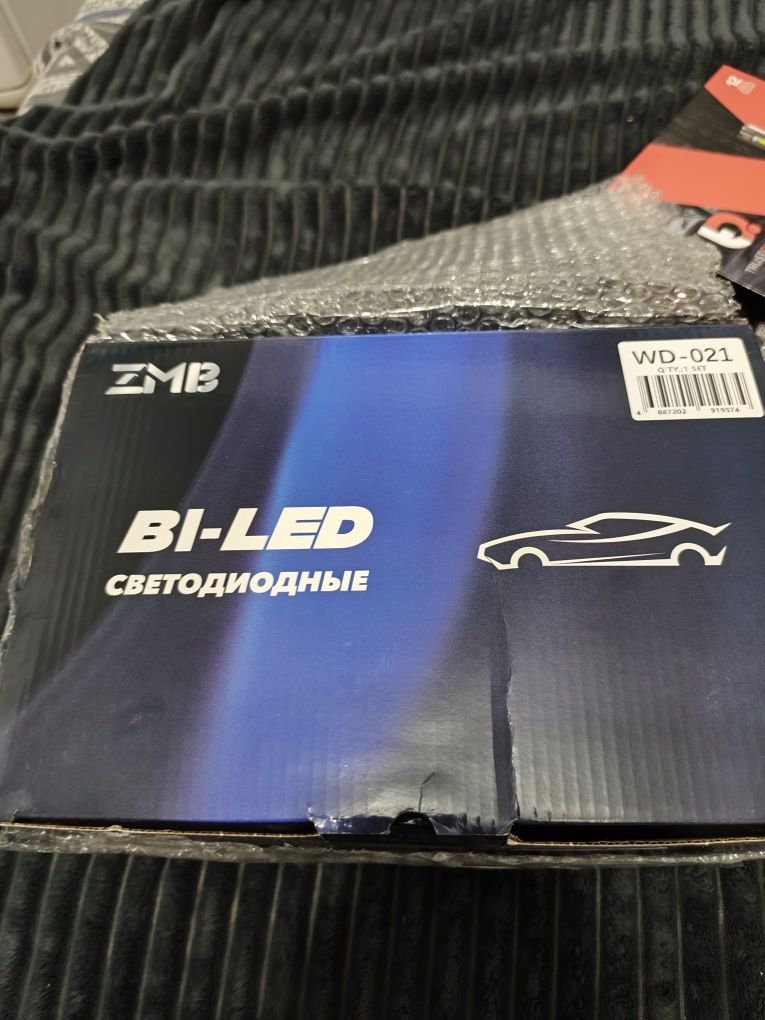 ZMB
WD-021
Q'TY.:1 SET
4 687202 919574
BI-LED
СВЕТОДИОДНЫЕ